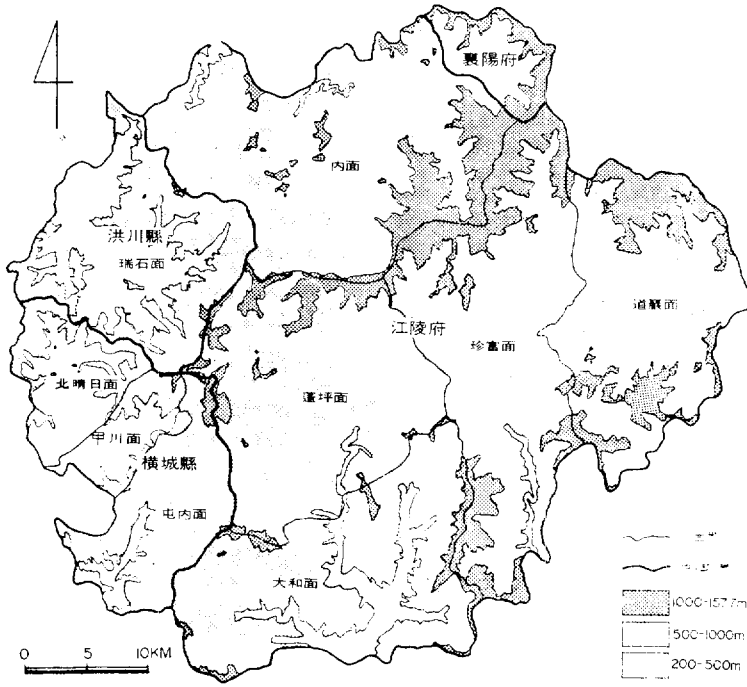 襄陽府
內面
洪川縣
瑞石面
道巖面
江陵府
珍富面
北晴日面
蓬坪面
甲川面
橫城縣
屯內面
大和面
1000-1577m
500-1000m
200-500m
0 5 10KM